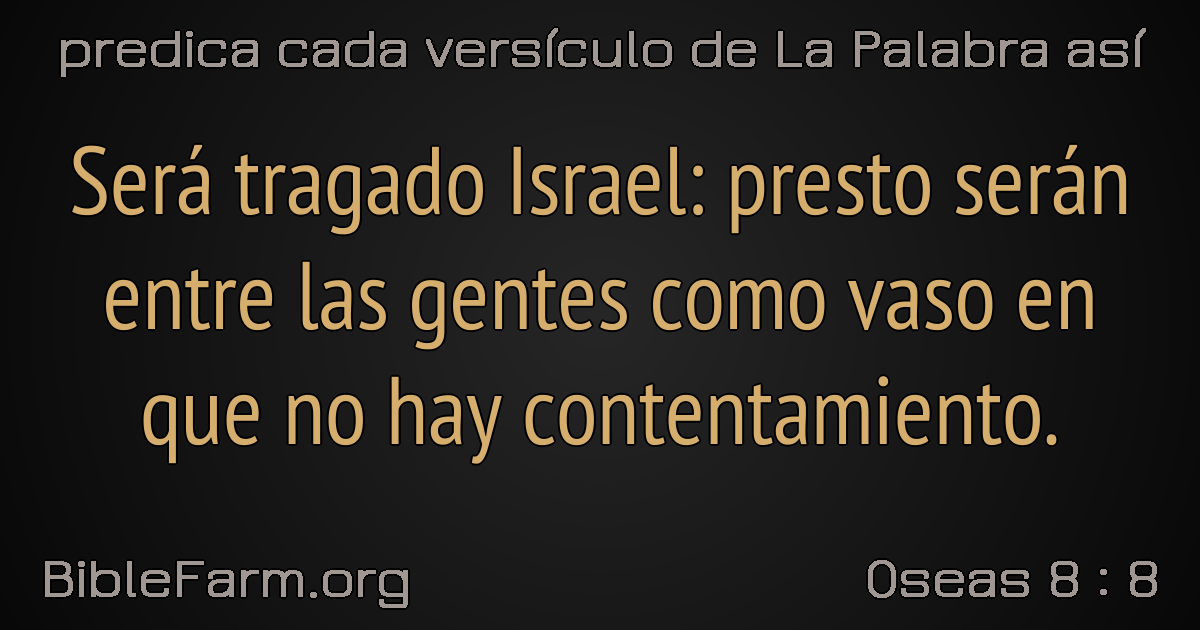 predica cada versículo de La Palabra así
Será tragado Israel: presto serán
entre las gentes como vaso en
que no hay contentamiento.
BibleFarm.org
Oseas 8 : 8